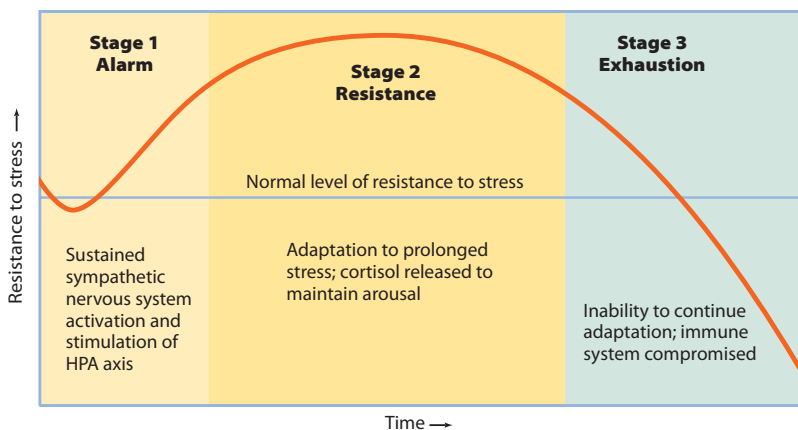 Stage 1
Alarm
Stage 2
Resistance
Stage 3
Exhaustion
Resistance to stress →
Normal level of resistance to stress
Sustained
sympathetic
nervous system
activation and
stimulation of
HPA axis
Adaptation to prolonged
stress; cortisol released to
maintain arousal
Inability to continue
adaptation; immune
system compromised
Time →